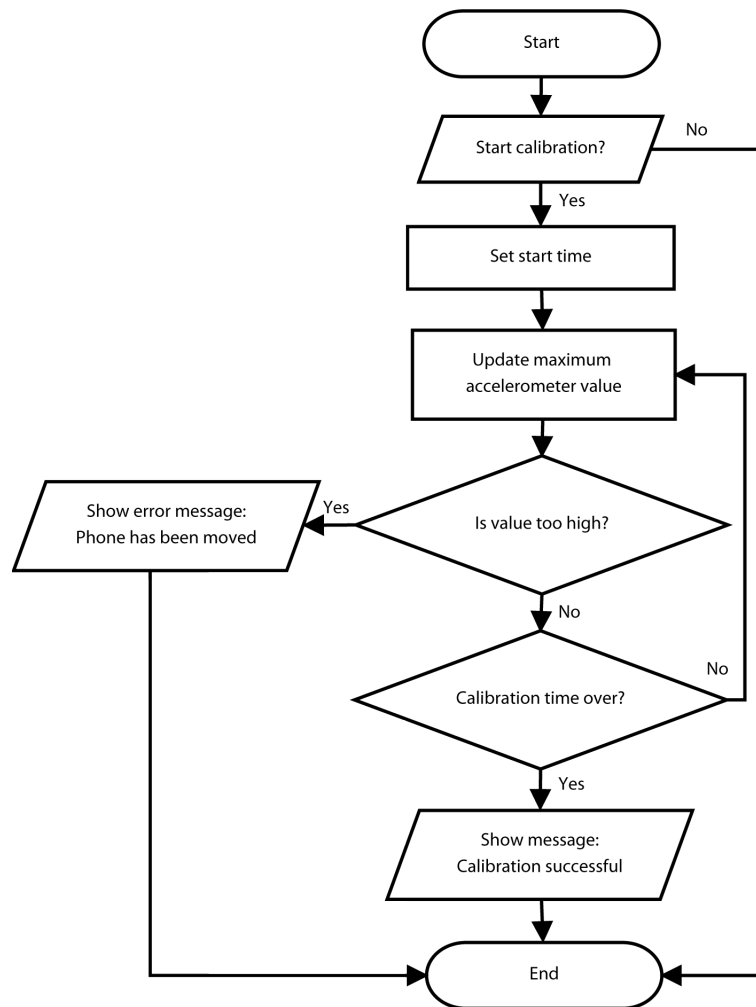 Start
Start calibration?
No
Yes
Set start time
Update maximum
accelerometer value
Is value too high?
Yes
Show error message:
Phone has been moved
No
Calibration time over?
No
Yes
Show message:
Calibration successful
End